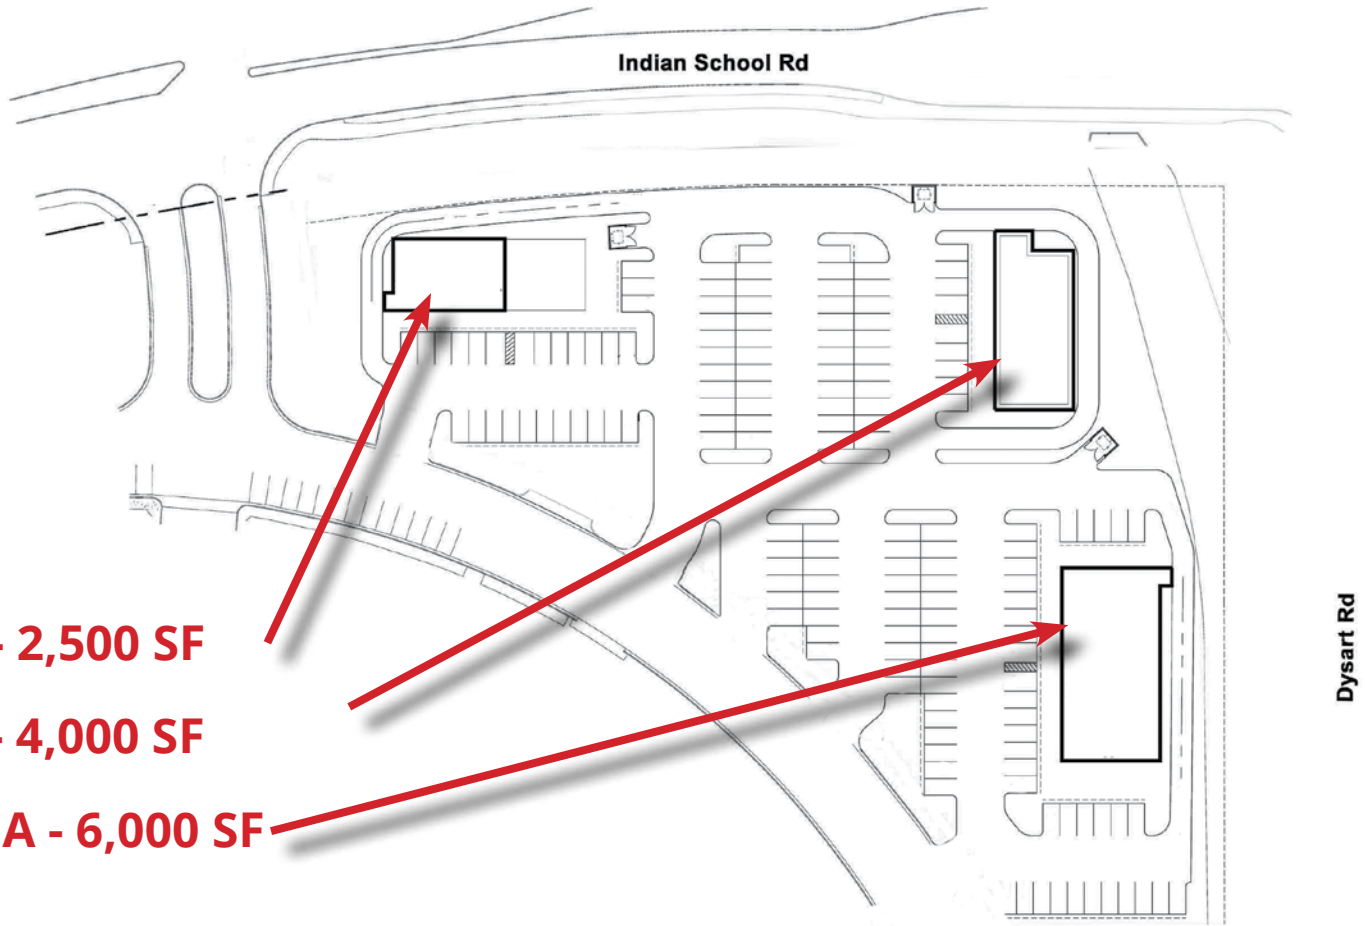 Indian School Rd
- 2,500 SF
- 4,000 SF
A - 6,000 SF
Dysart Rd